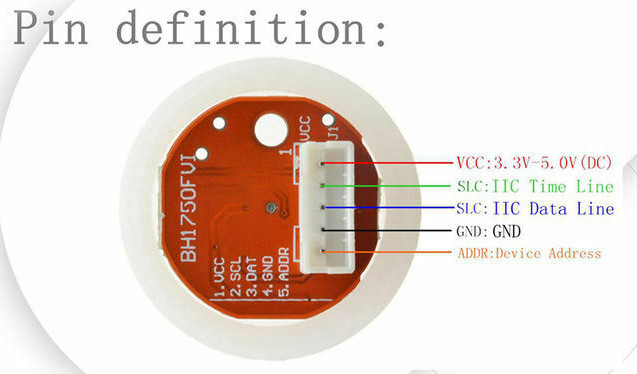 Pin definition:
VCC
J1
1
BH1750FVI
1.VCC
2.SCL
3.DAT
4.GND
5.ADDR
VCC:3.3V-5.0V(DC)
SLC:IIC Time Line
SLC:IIC Data Line
GND:GND
ADDR:Device Address